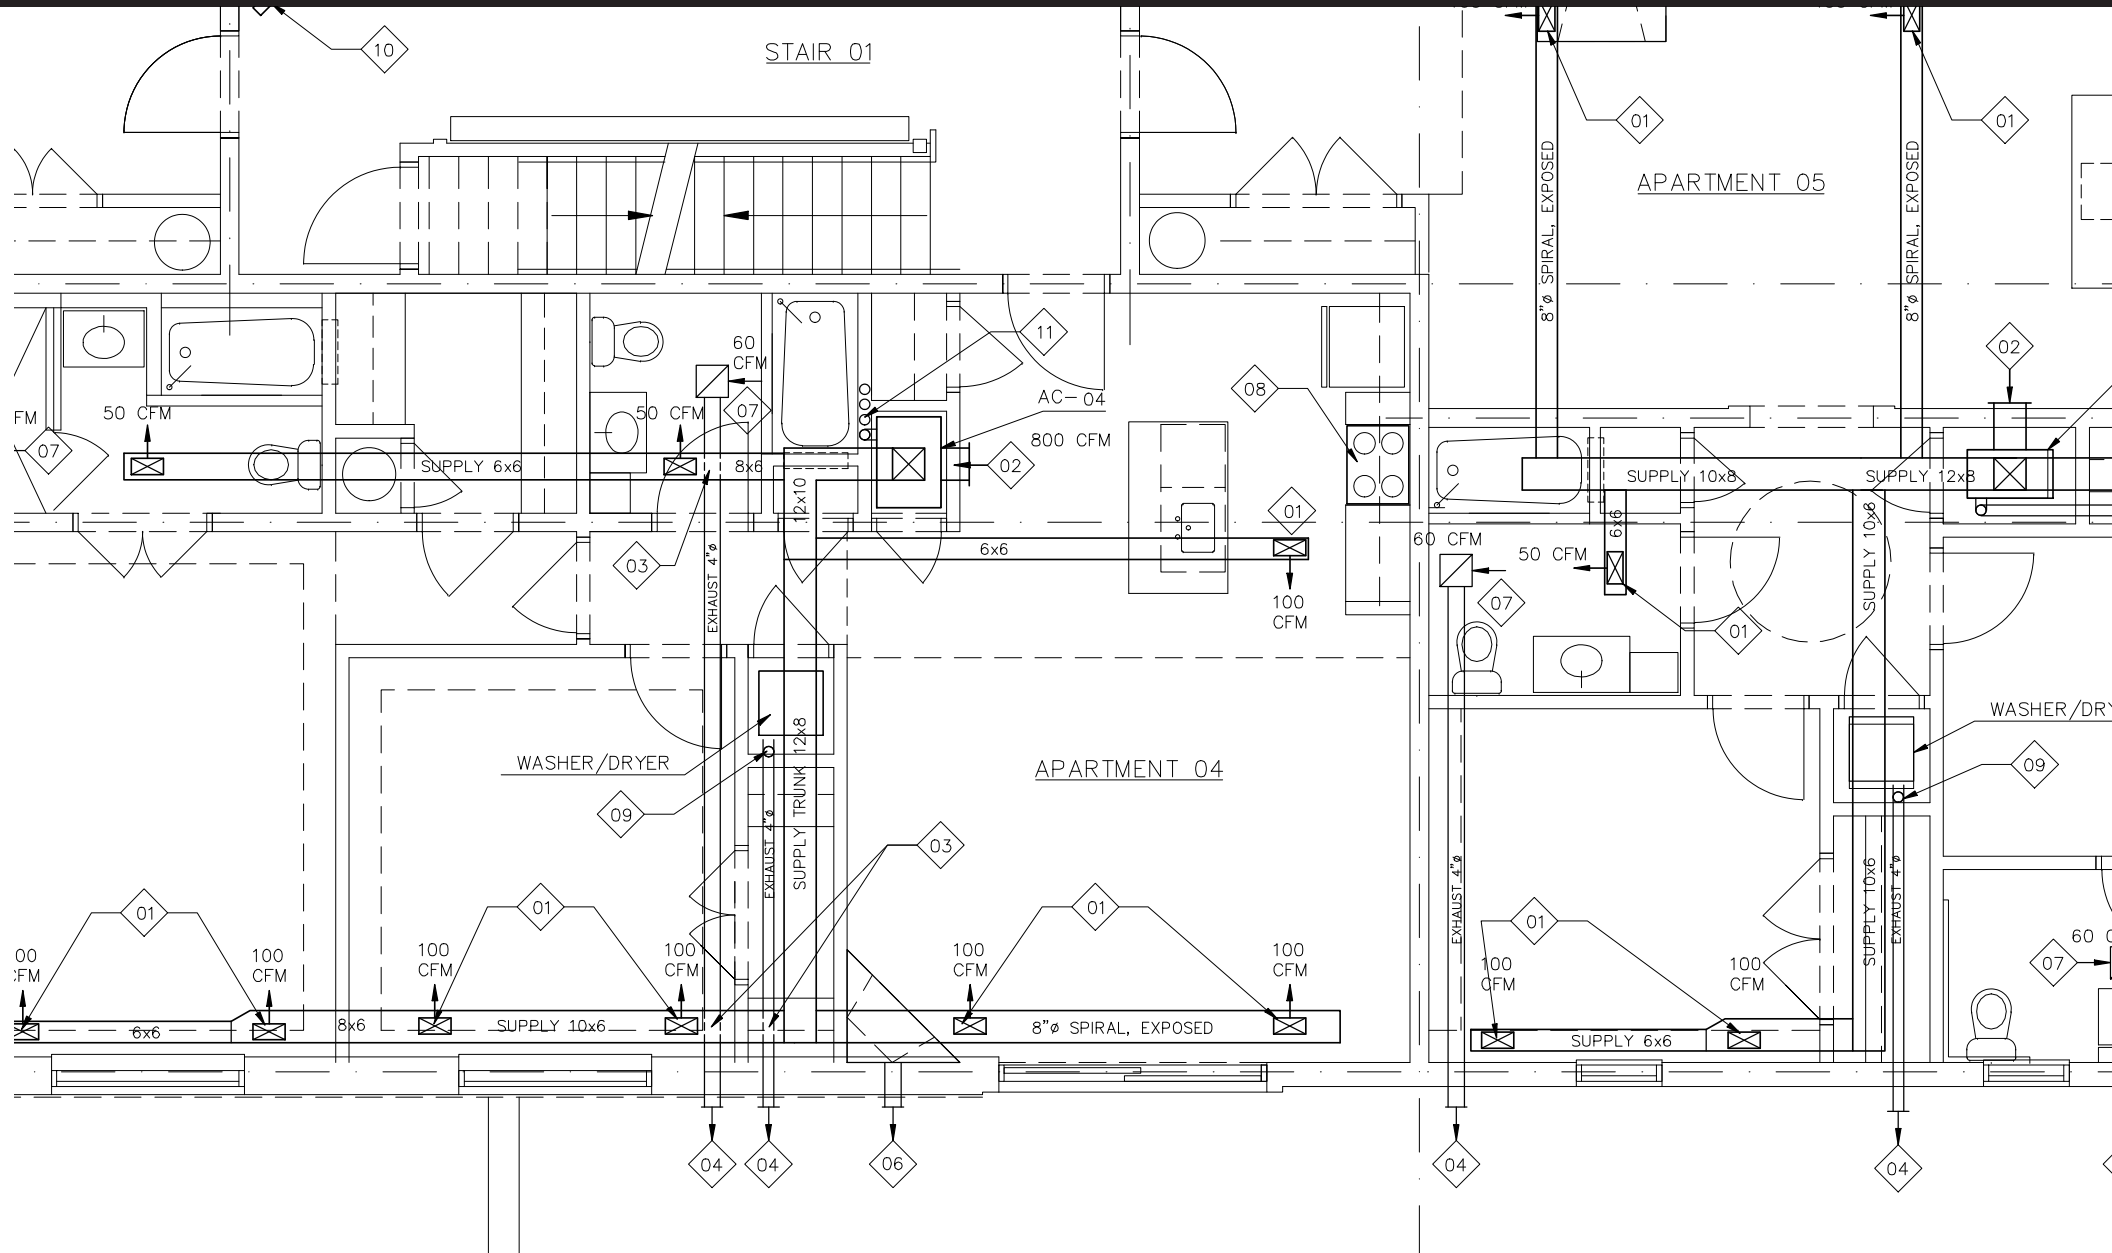 10
STAIR 01
01
01
8"ø SPIRAL, EXPOSED
APARTMENT 05
8"ø SPIRAL, EXPOSED
60
CFM
11
02
08
AC-04
FM
50 CFM
50 CFM
07
07
800 CFM
SUPPLY 6x6
8x6
02
SUPPLY 10x8
SUPPLY 12x8
12x10
01
6x6
60 CFM
6x6
50 CFM
SUPPLY 10x6
03
EXHAUST 4"ø
100
CFM
07
01
WASHER/DRYER
SUPPLY TRUNK 12x8
APARTMENT 04
WASHER/DRY
09
09
03
EXHAUST 4"ø
EXHAUST 4"ø
SUPPLY 10x6
EXHAUST 4"ø
01
01
01
01
00
CFM
100
CFM
100
CFM
100
CFM
100
CFM
100
CFM
100
CFM
100
CFM
60 C
07
6x6
8x6
SUPPLY 10x6
8"ø SPIRAL, EXPOSED
SUPPLY 6x6
04
04
06
04
04